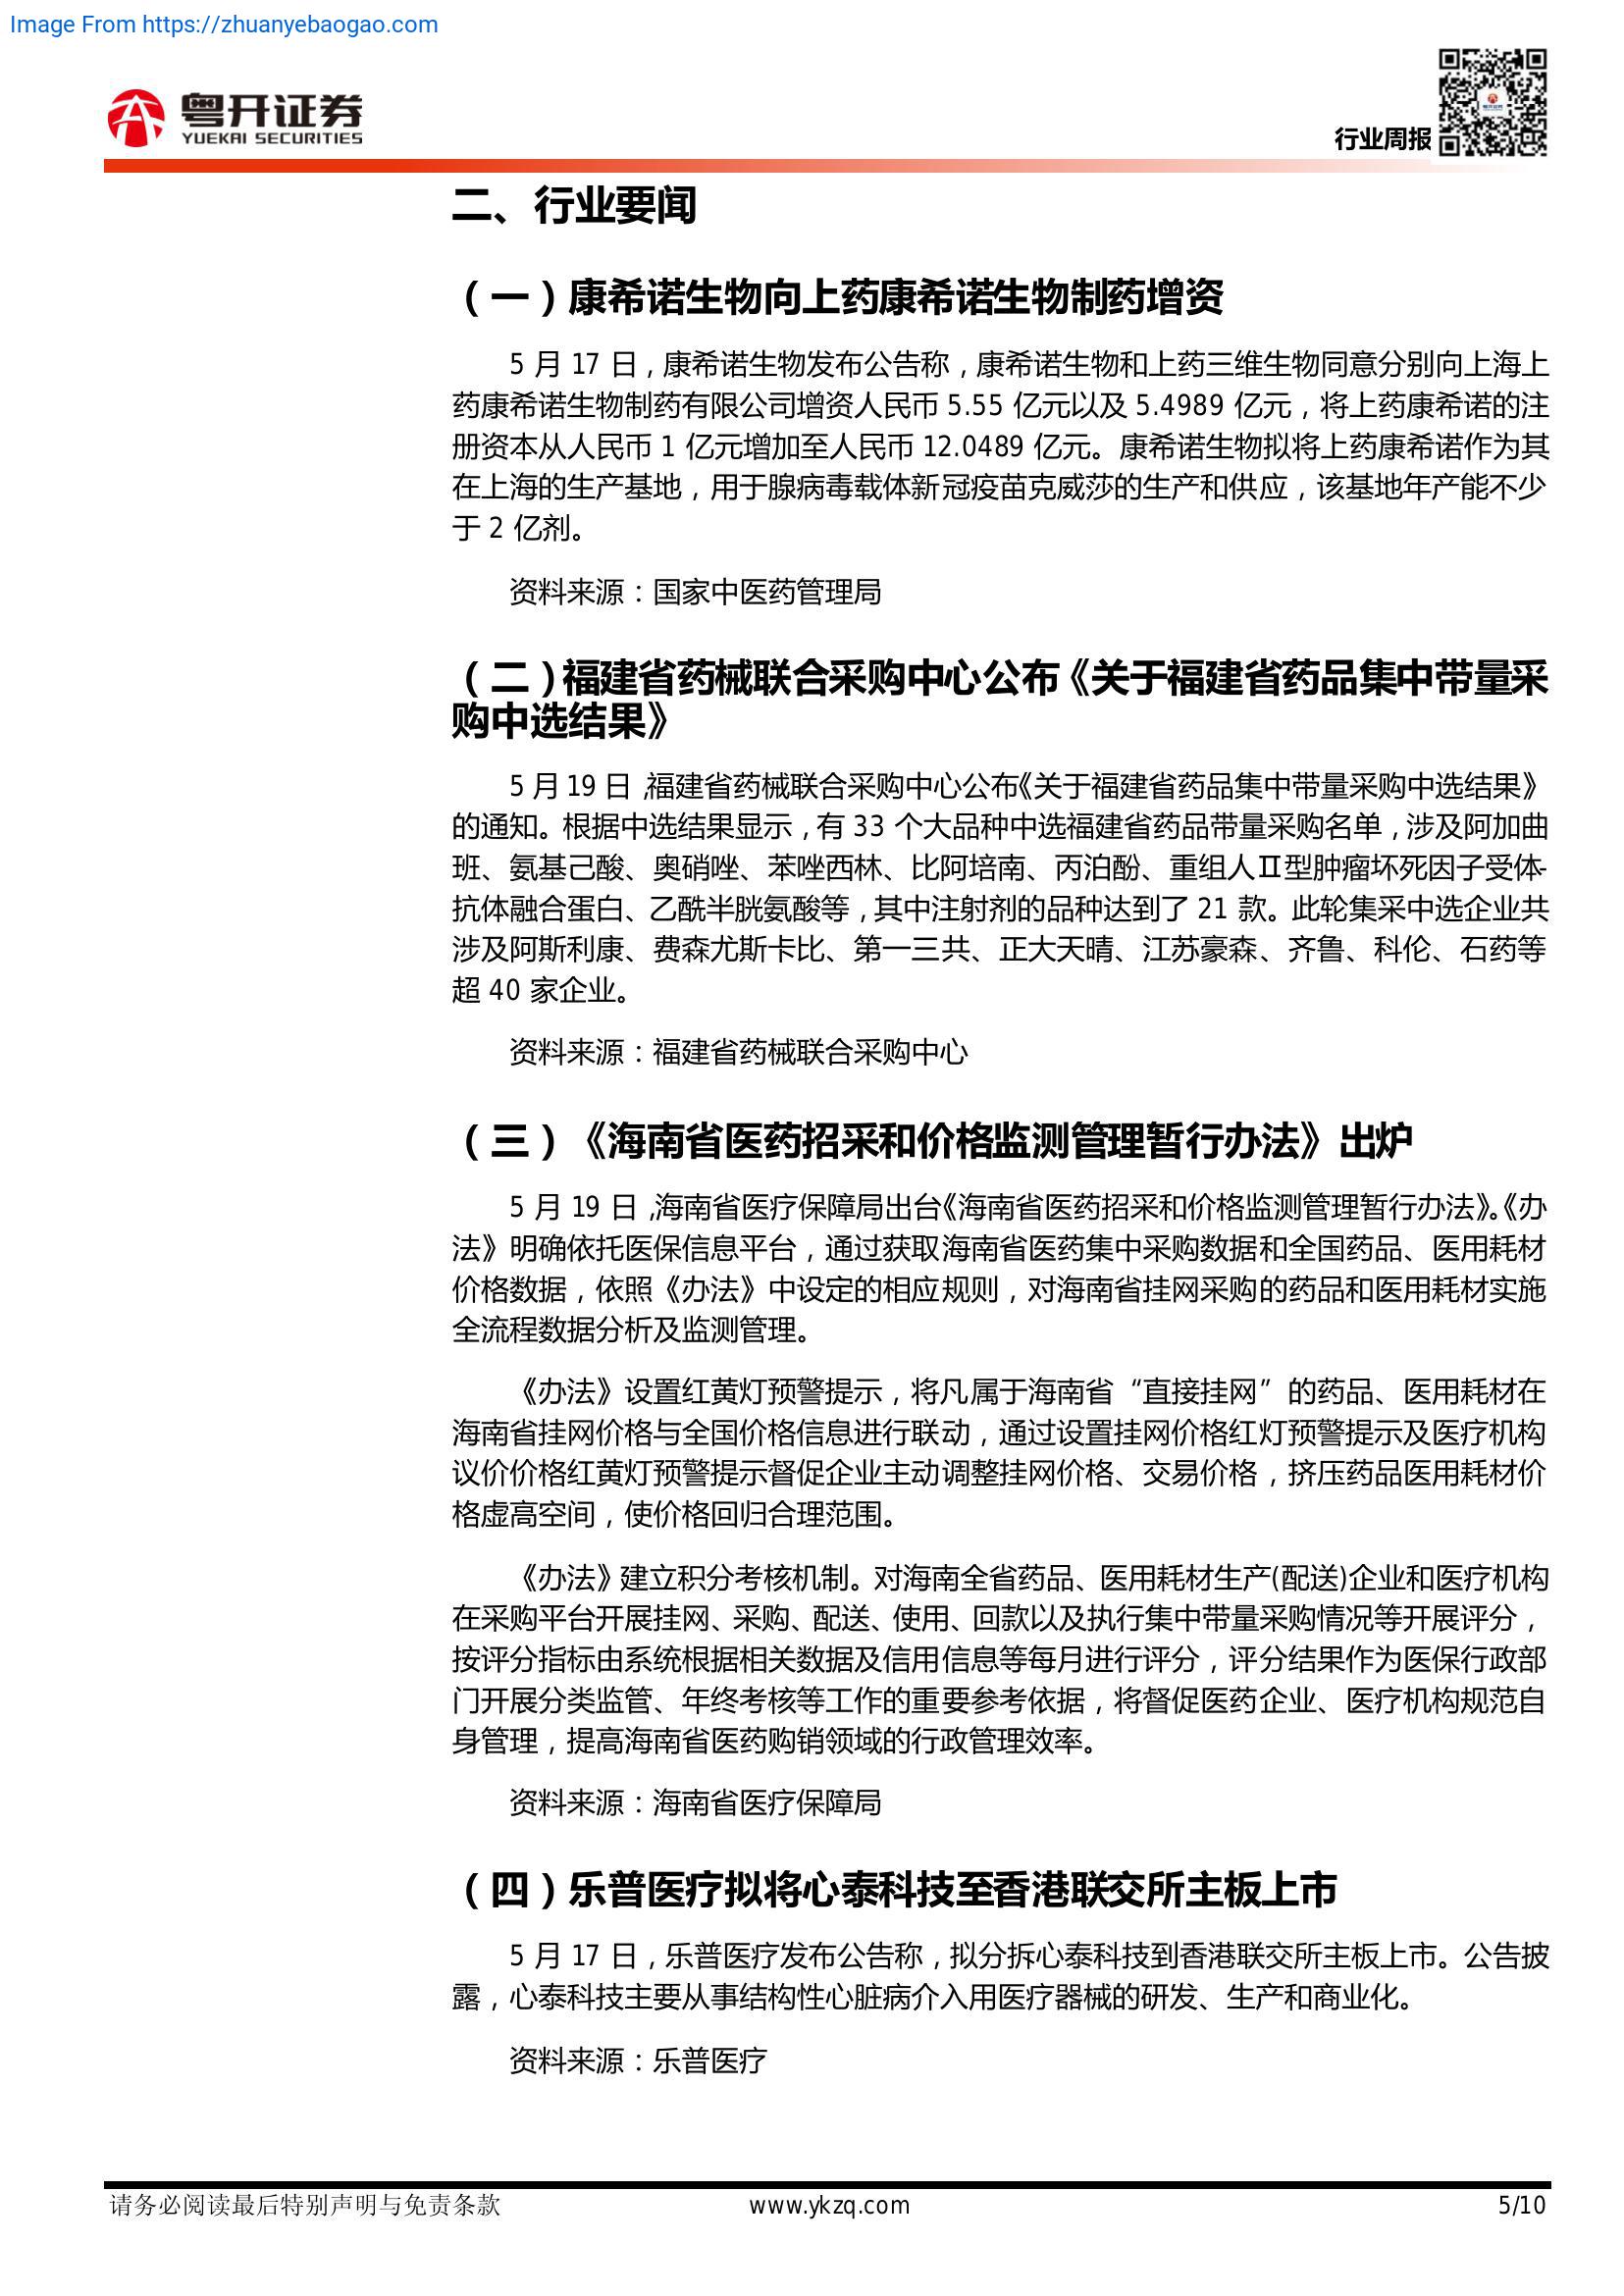 Image From https://zhuanyebaogao.com
粤开证券
YUEKAI SECURITIES
行业周报
二、行业要闻
（一）康希诺生物向上药康希诺生物制药增资
5 月 17 日，康希诺生物发布公告称，康希诺生物和上药三维生物同意分别向上海上
药康希诺生物制药有限公司增资人民币 5.55 亿元以及 5.4989 亿元，将上药康希诺的注
册资本从人民币 1 亿元增加至人民币 12.0489 亿元。康希诺生物拟将上药康希诺作为其
在上海的生产基地，用于腺病毒载体新冠疫苗克威莎的生产和供应，该基地年产能不少
于 2 亿剂。
资料来源：国家中医药管理局
（二）福建省药械联合采购中心公布《关于福建省药品集中带量采
购中选结果》
5 月 19 日，福建省药械联合采购中心公布《关于福建省药品集中带量采购中选结果》
的通知。根据中选结果显示，有 33 个大品种中选福建省药品带量采购名单，涉及阿加曲
班、氨基己酸、奥硝唑、苯唑西林、比阿培南、丙泊酚、重组人Ⅱ型肿瘤坏死因子受体-
抗体融合蛋白、乙酰半胱氨酸等，其中注射剂的品种达到了 21 款。此轮集采中选企业共
涉及阿斯利康、费森尤斯卡比、第一三共、正大天晴、江苏豪森、齐鲁、科伦、石药等
超 40 家企业。
资料来源：福建省药械联合采购中心
（三）《海南省医药招采和价格监测管理暂行办法》出炉
5 月 19 日，海南省医疗保障局出台《海南省医药招采和价格监测管理暂行办法》。《办
法》明确依托医保信息平台，通过获取海南省医药集中采购数据和全国药品、医用耗材
价格数据，依照《办法》中设定的相应规则，对海南省挂网采购的药品和医用耗材实施
全流程数据分析及监测管理。
《办法》设置红黄灯预警提示，将凡属于海南省“直接挂网”的药品、医用耗材在
海南省挂网价格与全国价格信息进行联动，通过设置挂网价格红灯预警提示及医疗机构
议价价格红黄灯预警提示督促企业主动调整挂网价格、交易价格，挤压药品医用耗材价
格虚高空间，使价格回归合理范围。
《办法》建立积分考核机制。对海南全省药品、医用耗材生产(配送)企业和医疗机构
在采购平台开展挂网、采购、配送、使用、回款以及执行集中带量采购情况等开展评分，
按评分指标由系统根据相关数据及信用信息等每月进行评分，评分结果作为医保行政部
门开展分类监管、年终考核等工作的重要参考依据，将督促医药企业、医疗机构规范自
身管理，提高海南省医药购销领域的行政管理效率。
资料来源：海南省医疗保障局
（四）乐普医疗拟将心泰科技至香港联交所主板上市
5 月 17 日，乐普医疗发布公告称，拟分拆心泰科技到香港联交所主板上市。公告披
露，心泰科技主要从事结构性心脏病介入用医疗器械的研发、生产和商业化。
资料来源：乐普医疗
请务必阅读最后特别声明与免责条款
www.ykzq.com
5/10